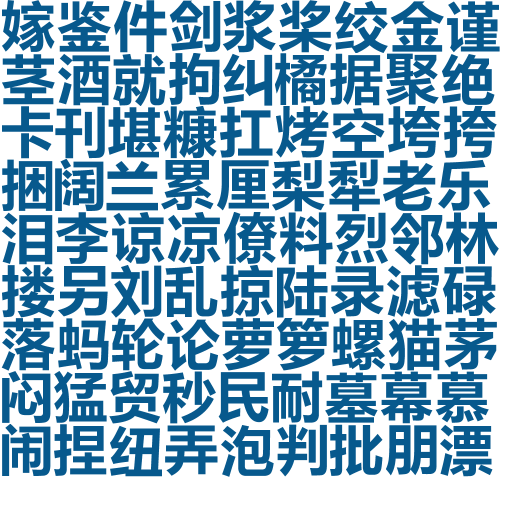 嫁鉴件剑浆桨绞金谨
茎酒就拘纠橘据聚绝
卡刊堪糠扛烤空垮挎
捆阔兰累厘梨犁老乐
泪李谅凉僚料烈邻林
搂另刘乱掠陆录滤碌
落蚂轮论萝箩螺猫茅
闷猛贸秒民耐墓幕慕
闹捏纽弄泡判批朋漂